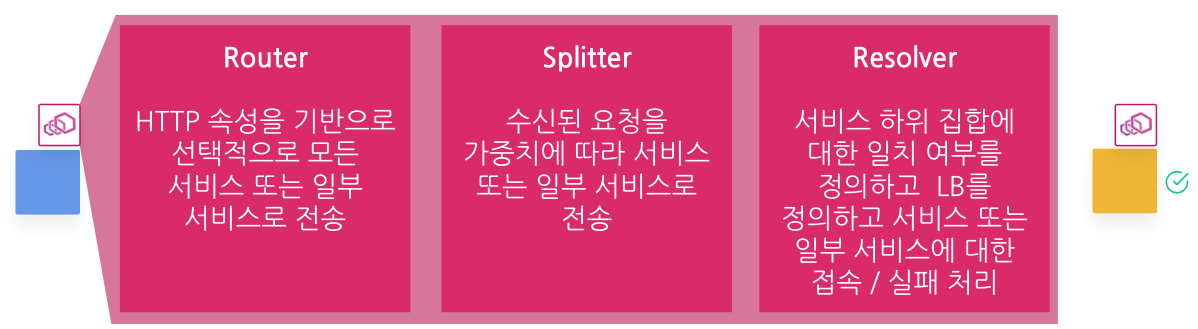 Router
HTTP 속성을 기반으로
선택적으로 모든
서비스 또는 일부
서비스로 전송
Splitter
수신된 요청을
가중치에 따라 서비스
또는 일부 서비스로
전송
Resolver
서비스 하위 집합에
대한 일치 여부를
정의하고 LB를
정의하고 서비스 또는
일부 서비스에 대한
접속 / 실패 처리